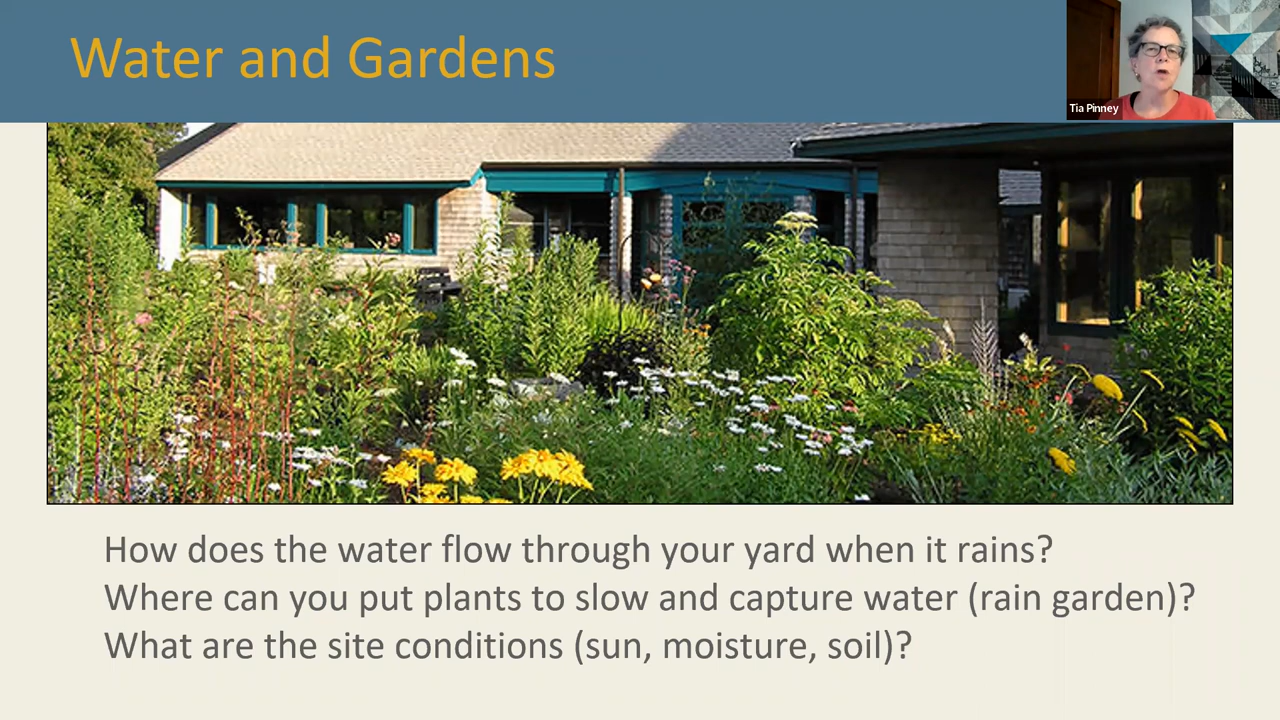 Water and Gardens
Tia Pinney
How does the water flow through your yard when it rains?
Where can you put plants to slow and capture water (rain garden)?
What are the site conditions (sun, moisture, soil)?